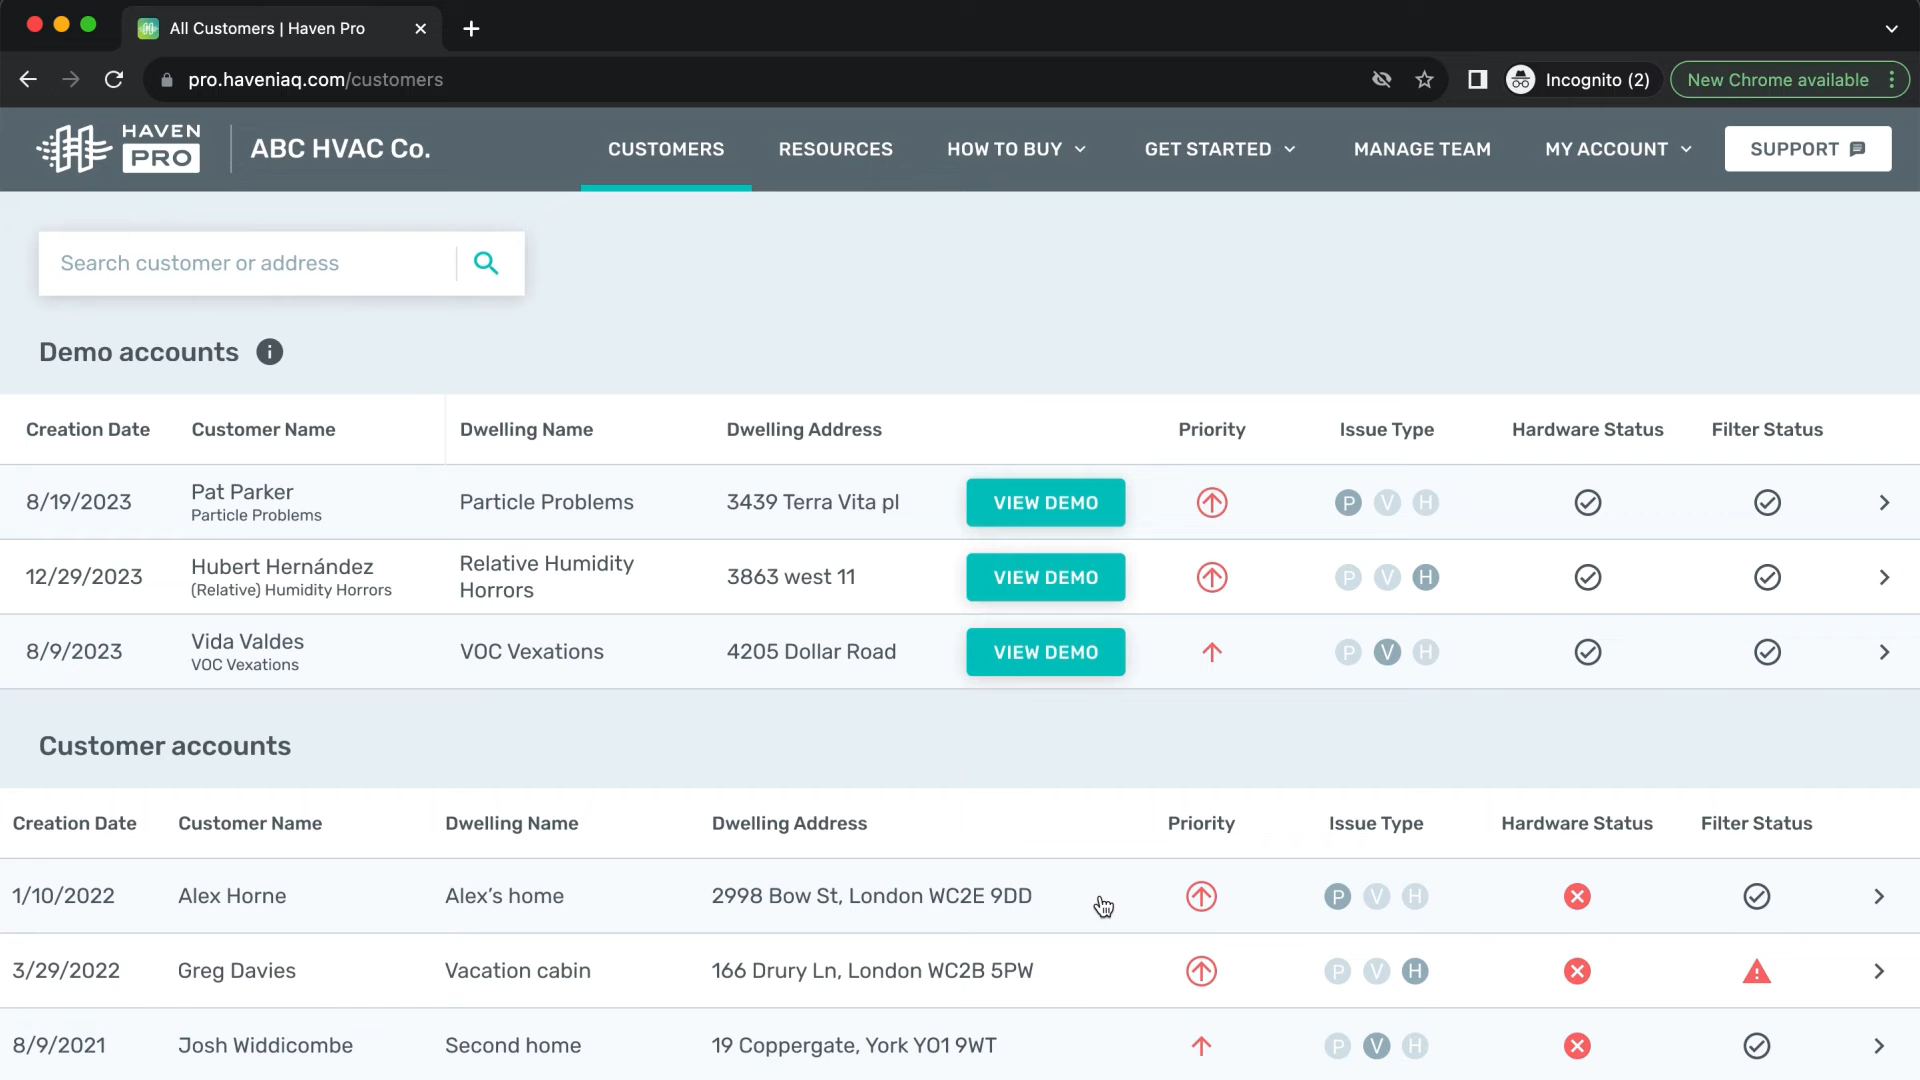 All Customers | Haven Pro
pro.haveniaq.com/customers
Incognito (2)
New Chrome available
HAVEN
PRO
ABC HVAC Co.
CUSTOMERS
RESOURCES
HOW TO BUY
GET STARTED
MANAGE TEAM
MY ACCOUNT
SUPPORT
Search customer or address
Demo accounts i
Creation Date Customer Name Dwelling Name Dwelling Address Priority Issue Type Hardware Status Filter Status
8/19/2023 Pat Parker Particle Problems 3439 Terra Vita pl VIEW DEMO P V H
Particle Problems
12/29/2023 Hubert Hernández Relative Humidity 3863 west 11 VIEW DEMO P V H
(Relative) Humidity Horrors Horrors
8/9/2023 Vida Valdes VOC Vexations 4205 Dollar Road VIEW DEMO P V H
VOC Vexations
Customer accounts
Creation Date Customer Name Dwelling Name Dwelling Address Priority Issue Type Hardware Status Filter Status
1/10/2022 Alex Horne Alex’s home 2998 Bow St, London WC2E 9DD P V H
3/29/2022 Greg Davies Vacation cabin 166 Drury Ln, London WC2B 5PW P V H
8/9/2021 Josh Widdicombe Second home 19 Coppergate, York YO1 9WT P V H